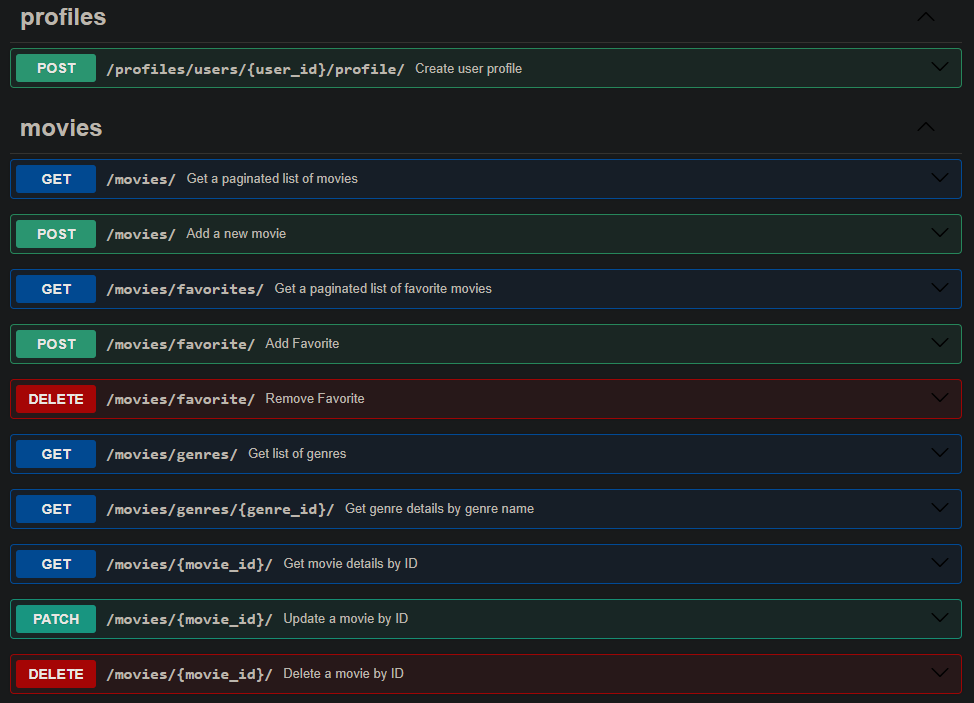 profiles
POST /profiles/users/{user_id}/profile/ Create user profile
movies
GET /movies/ Get a paginated list of movies
POST /movies/ Add a new movie
GET /movies/favorites/ Get a paginated list of favorite movies
POST /movies/favorite/ Add Favorite
DELETE /movies/favorite/ Remove Favorite
GET /movies/genres/ Get list of genres
GET /movies/genres/{genre_id}/ Get genre details by genre name
GET /movies/{movie_id}/ Get movie details by ID
PATCH /movies/{movie_id}/ Update a movie by ID
DELETE /movies/{movie_id}/ Delete a movie by ID